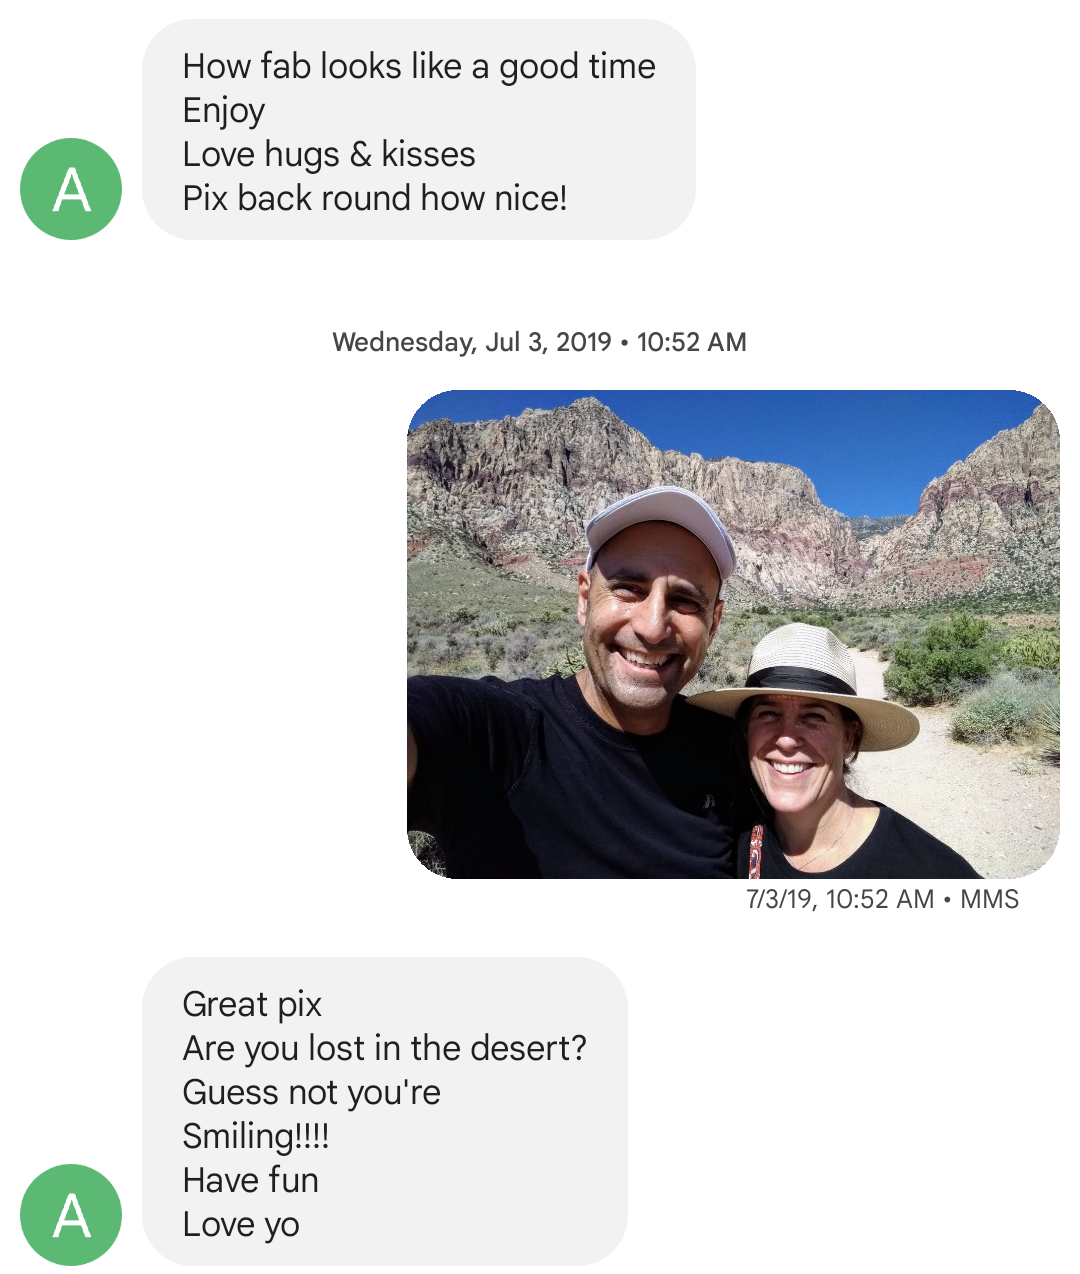 How fab looks like a good time
Enjoy
Love hugs & kisses
Pix back round how nice!
A
Wednesday, Jul 3, 2019 • 10:52 AM
7/3/19, 10:52 AM • MMS
Great pix
Are you lost in the desert?
Guess not you're
Smiling!!!!
Have fun
Love yo
A